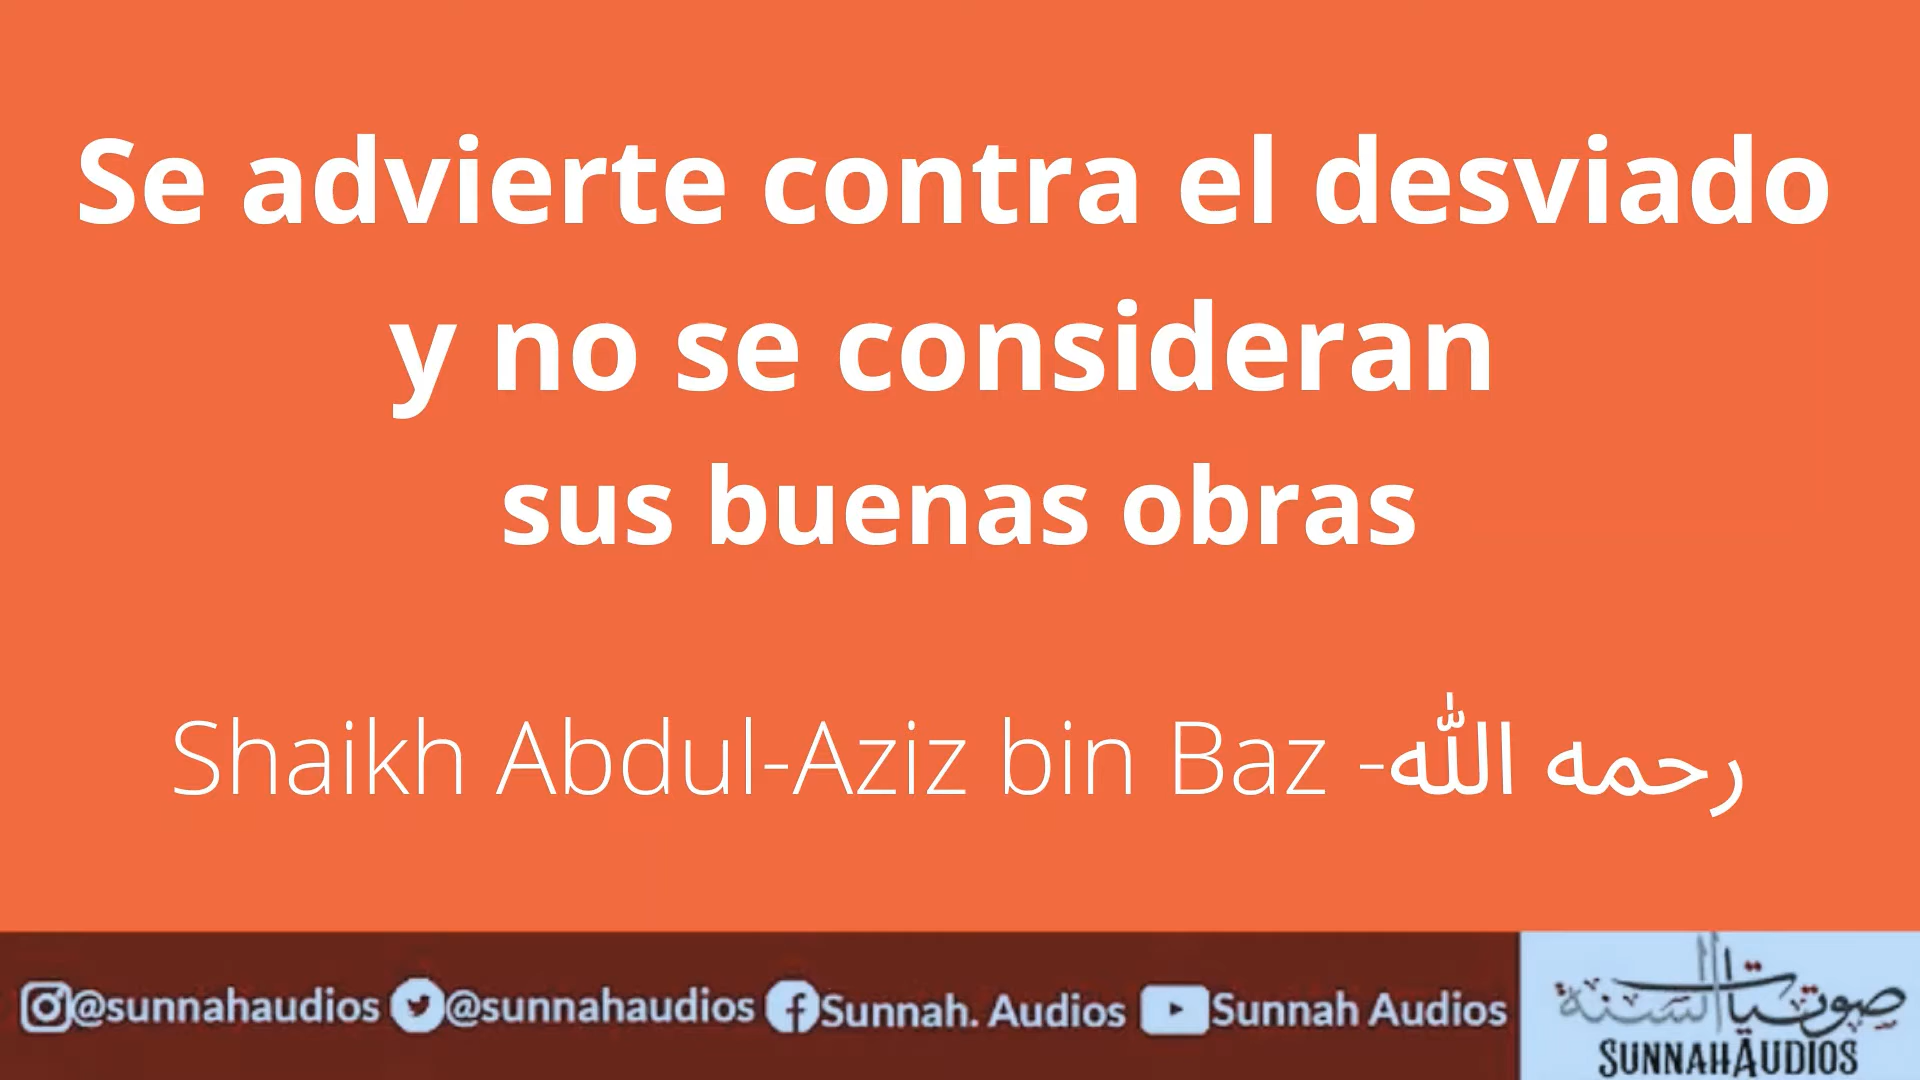 Se advierte contra el desviado
y no se consideran
sus buenas obras
Shaikh Abdul-Aziz bin Baz -رحمه الله
@sunnahaudios @sunnahaudios Sunnah. Audios Sunnah Audios
صوتيات السنة
SUNNAHAUDIOS